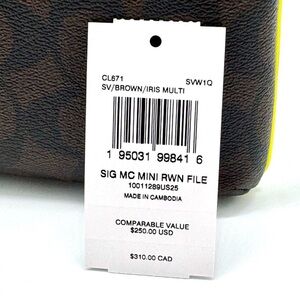 CL671 SVW1Q
SV/BROWN/IRIS MULTI
1 95031 99841 6
SIG MC MINI RWN FILE
10011289US25
MADE IN CAMBODIA
COMPARABLE VALUE
$250.00 USD
$310.00 CAD